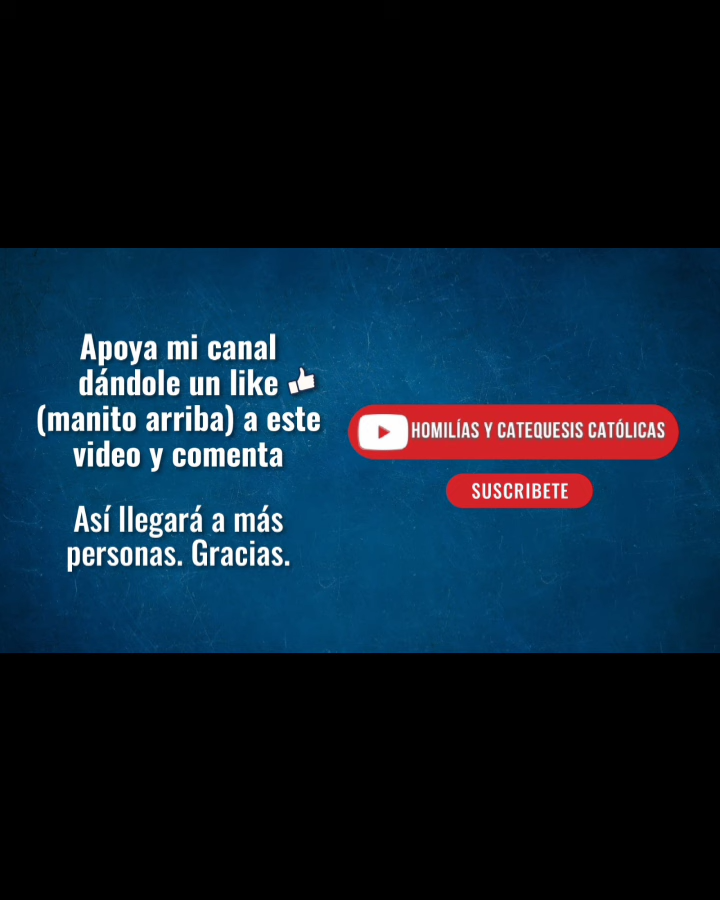 Apoya mi canal
dándole un like
(manito arriba) a este
video y comenta
Así llegará a más
personas. Gracias.
HOMILÍAS Y CATEQUESIS CATÓLICAS
SUSCRIBETE